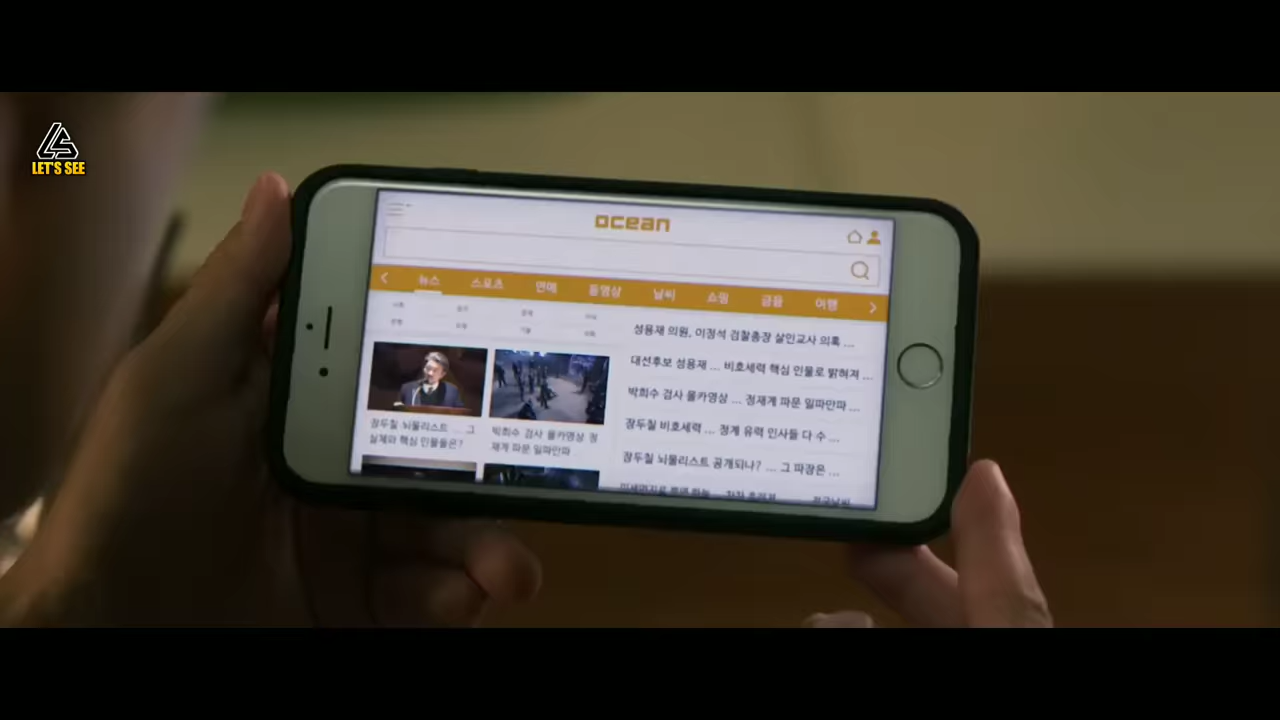 LET'S SEE
ocean
뉴스 스포츠 연예 동영상 날씨 쇼핑 금융 여행
성용재 의원, 이정석 검찰총장 살인교사 의혹 ...
대선후보 성용재 ... 비호세력 핵심 인물로 밝혀져 ...
박희수 검사 몰카영상 ... 정재계 파문 일파만파 ...
장두칠 비호세력 ... 정계 유력 인사들 다 수 ...
장두칠 뇌물리스트 공개되나? ... 그 파장은 ...
장두칠 뇌물리스트 ... 그
실체와 핵심 인물들은?
박희수 검사 몰카영상 정
재계 파문 일파만파